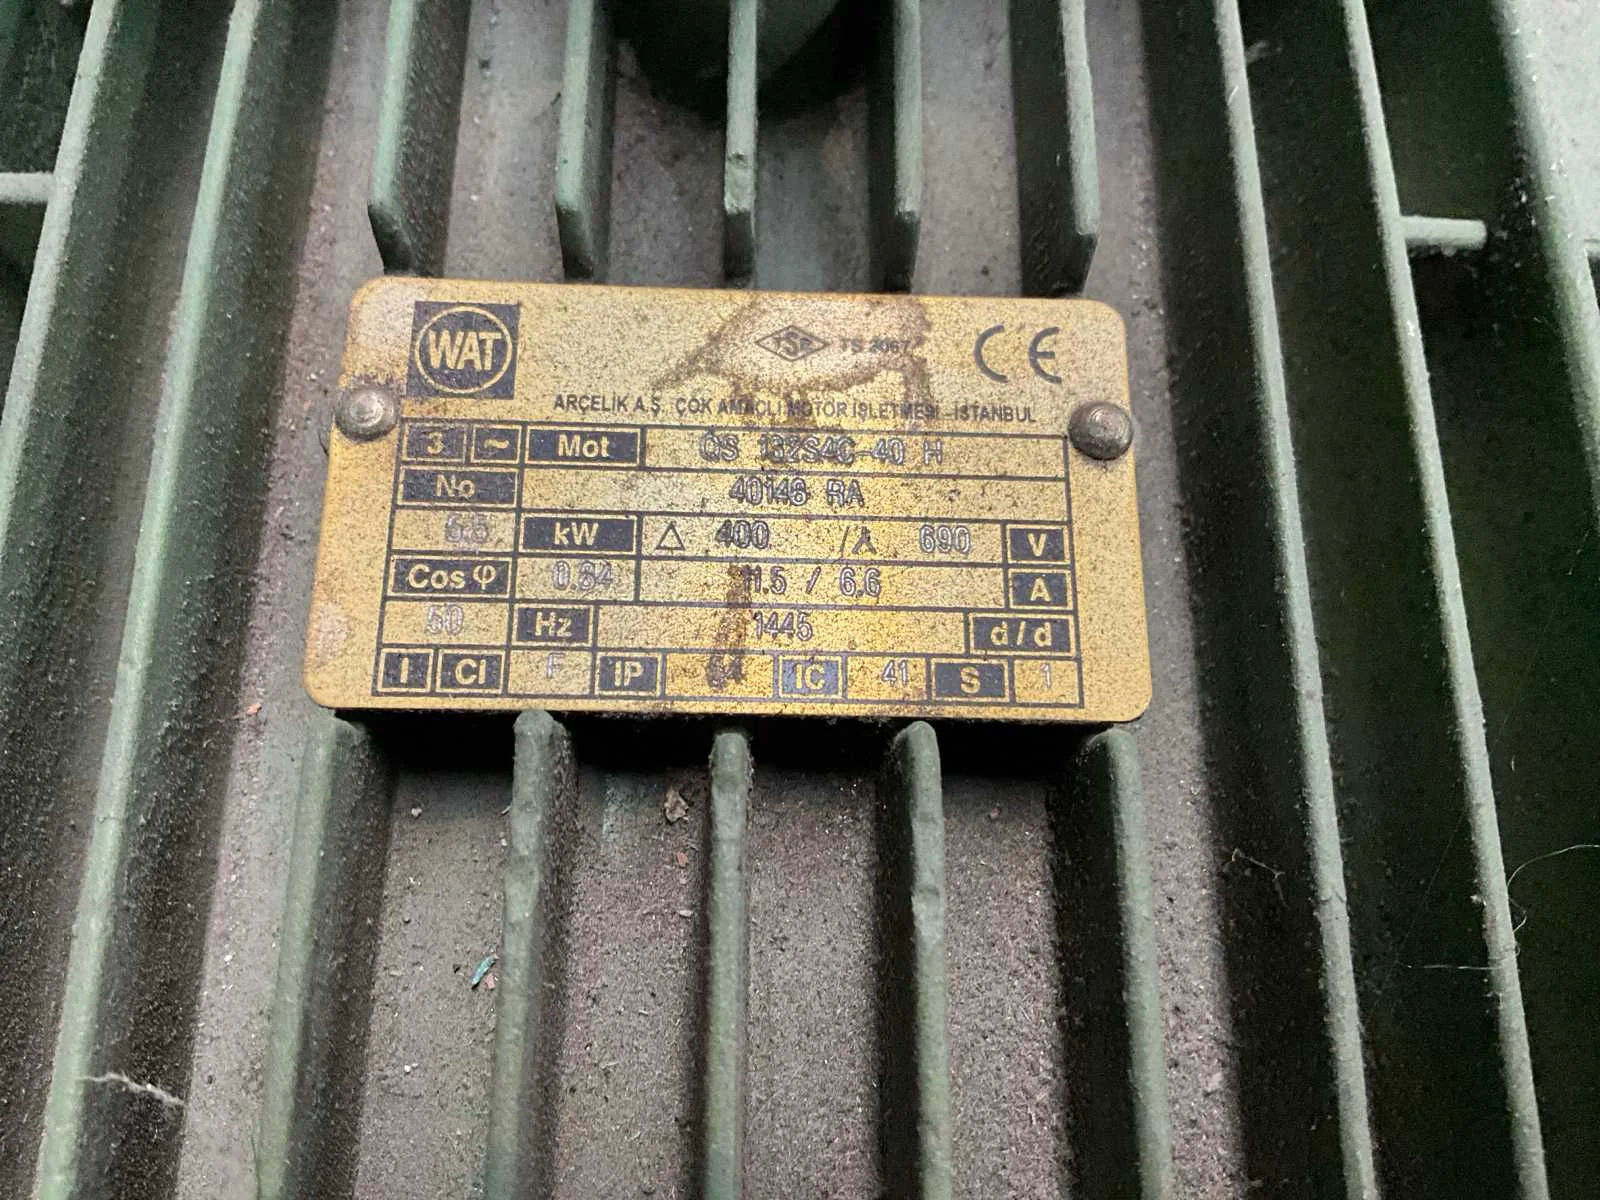 WAT
TSE TS 3067 CE
ARÇELİK A.Ş. ÇOK AMAÇLI MOTOR İŞLETMESİ - İSTANBUL
3 ~ Mot QS 132S4C-40 H
No 40148 RA
5.5 kW △ 400 / ⅄ 690 V
Cos φ 0.84 11.5 / 6.6 A
50 Hz 1445 d/d
I Cl F IP IC 41 S 1